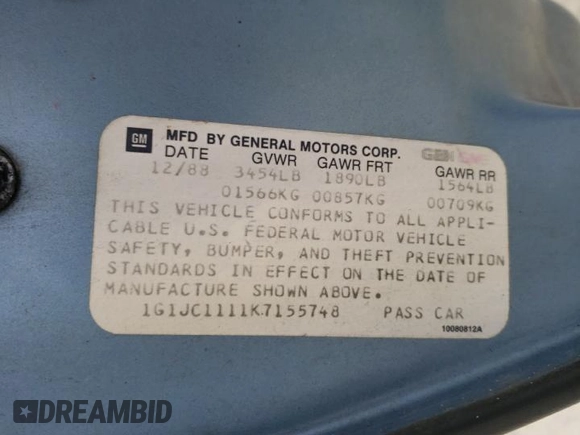 GM MFD BY GENERAL MOTORS CORP.
DATE GVWR GAWR FRT GAWR RR
12/88 3454LB 1890LB 1564LB
01566KG 00857KG 00709KG
THIS VEHICLE CONFORMS TO ALL APPLI-
CABLE U.S. FEDERAL MOTOR VEHICLE
SAFETY, BUMPER, AND THEFT PREVENTION
STANDARDS IN EFFECT ON THE DATE OF
MANUFACTURE SHOWN ABOVE.
1G1JC1111K7155748 PASS CAR
10080812A
DREAMBID